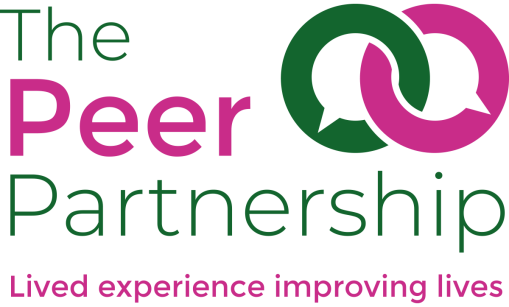 The
Peer
Partnership
Lived experience improving lives